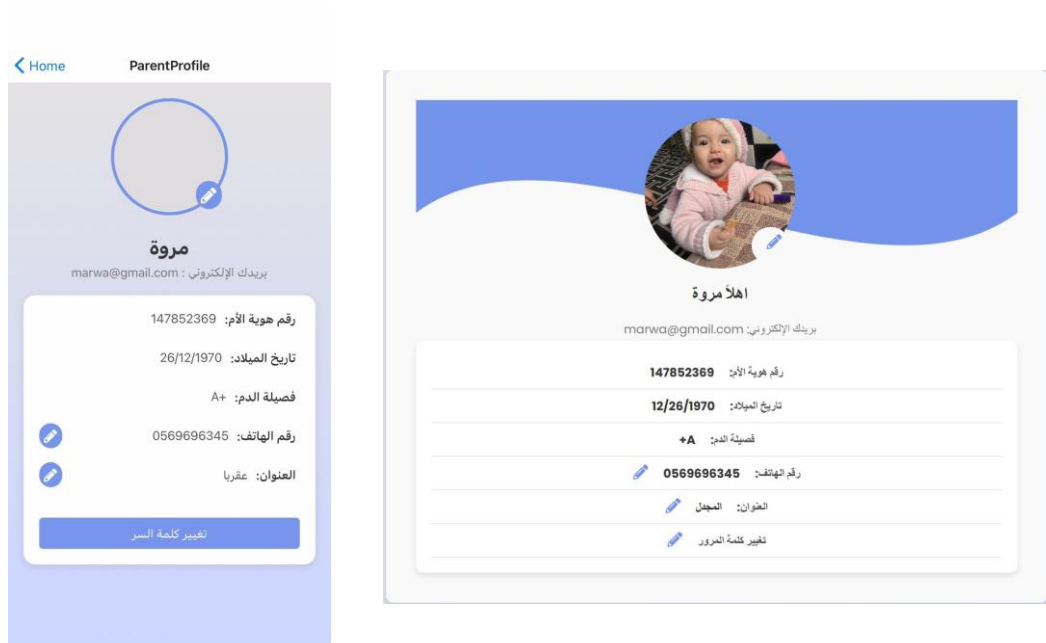 Home
ParentProfile
مروة
بريدك الإلكتروني : marwa@gmail.com
رقم هوية الأم: 147852369
تاريخ الميلاد: 26/12/1970
فصيلة الدم: A+
رقم الهاتف: 0569696345
العنوان: عقربا
تغيير كلمة السر
اهلاً مروة
بريدك الإلكتروني: marwa@gmail.com
رقم هوية الأم: 147852369
تاريخ الميلاد: 12/26/1970
فصيلة الدم: A+
رقم الهاتف: 0569696345
العنوان: المجدل
تغيير كلمة المرور